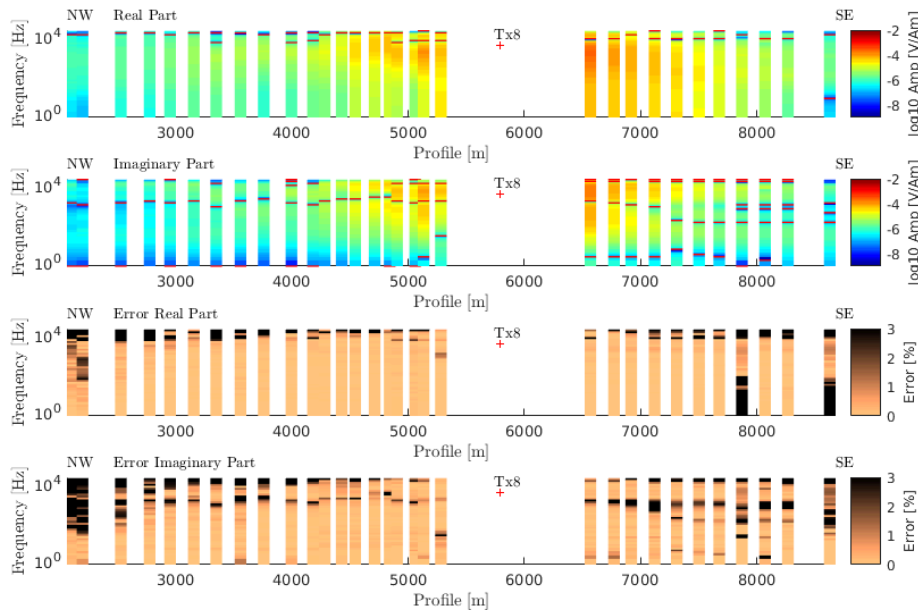 NW Real Part SE
Frequency [Hz]
10^4
10^0
Tx8
3000 4000 5000 6000 7000 8000
Profile [m]
-2
-4
-6
-8
log10 Amp [V/Am]
NW Imaginary Part SE
Frequency [Hz]
10^4
10^0
Tx8
3000 4000 5000 6000 7000 8000
Profile [m]
-2
-4
-6
-8
log10 Amp [V/Am]
NW Error Real Part SE
Frequency [Hz]
10^4
10^0
Tx8
3000 4000 5000 6000 7000 8000
Profile [m]
3
2
1
0
Error [%]
NW Error Imaginary Part SE
Frequency [Hz]
10^4
10^0
Tx8
3000 4000 5000 6000 7000 8000
Profile [m]
3
2
1
0
Error [%]